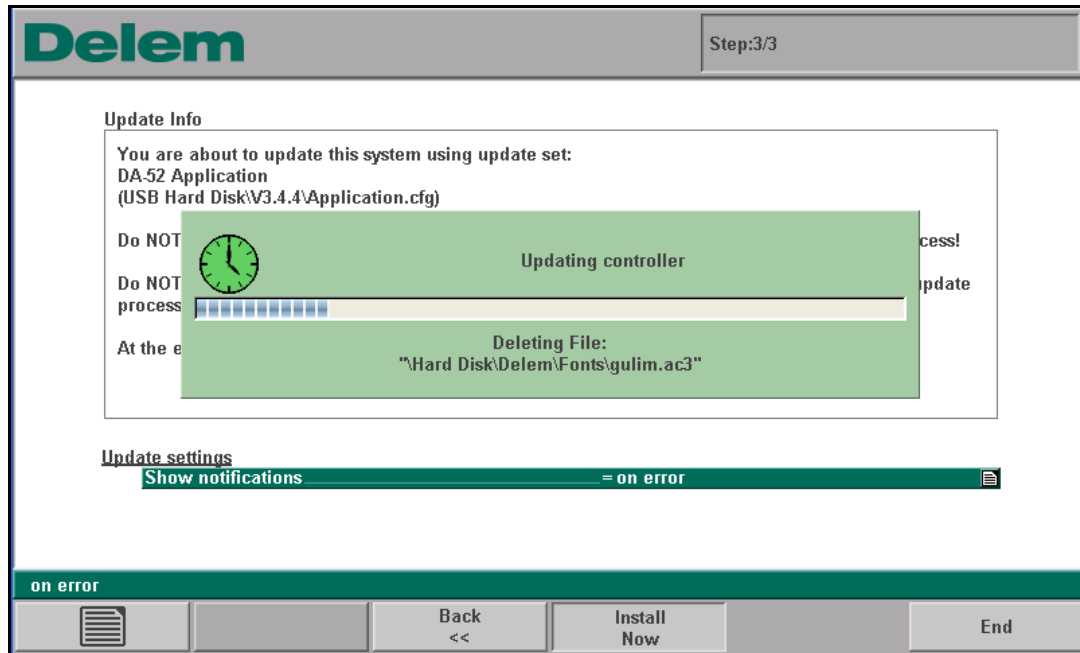 Delem
Step:3/3
Update Info
You are about to update this system using update set:
DA-52 Application
(USB Hard Disk\V3.4.4\Application.cfg)
Do NOT cess!
Do NOT update
process
At the e
Updating controller
Deleting File:
"\Hard Disk\Delem\Fonts\gulim.ac3"
Update settings
Show notifications = on error
on error
Back
<<
Install
Now
End